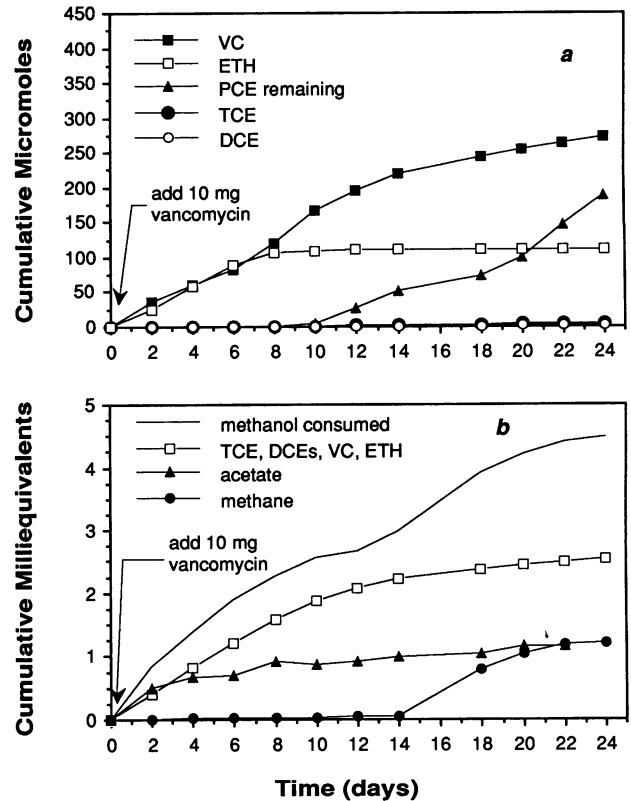 450
400
350
300
250
200
150
100
50
0
Cumulative Micromoles
VC
ETH
PCE remaining
TCE
DCE
a
add 10 mg
vancomycin
0 2 4 6 8 10 12 14 16 18 20 22 24
5
4
3
2
1
0
Cumulative Milliequivalents
methanol consumed
TCE, DCEs, VC, ETH
acetate
methane
b
add 10 mg
vancomycin
0 2 4 6 8 10 12 14 16 18 20 22 24
Time (days)